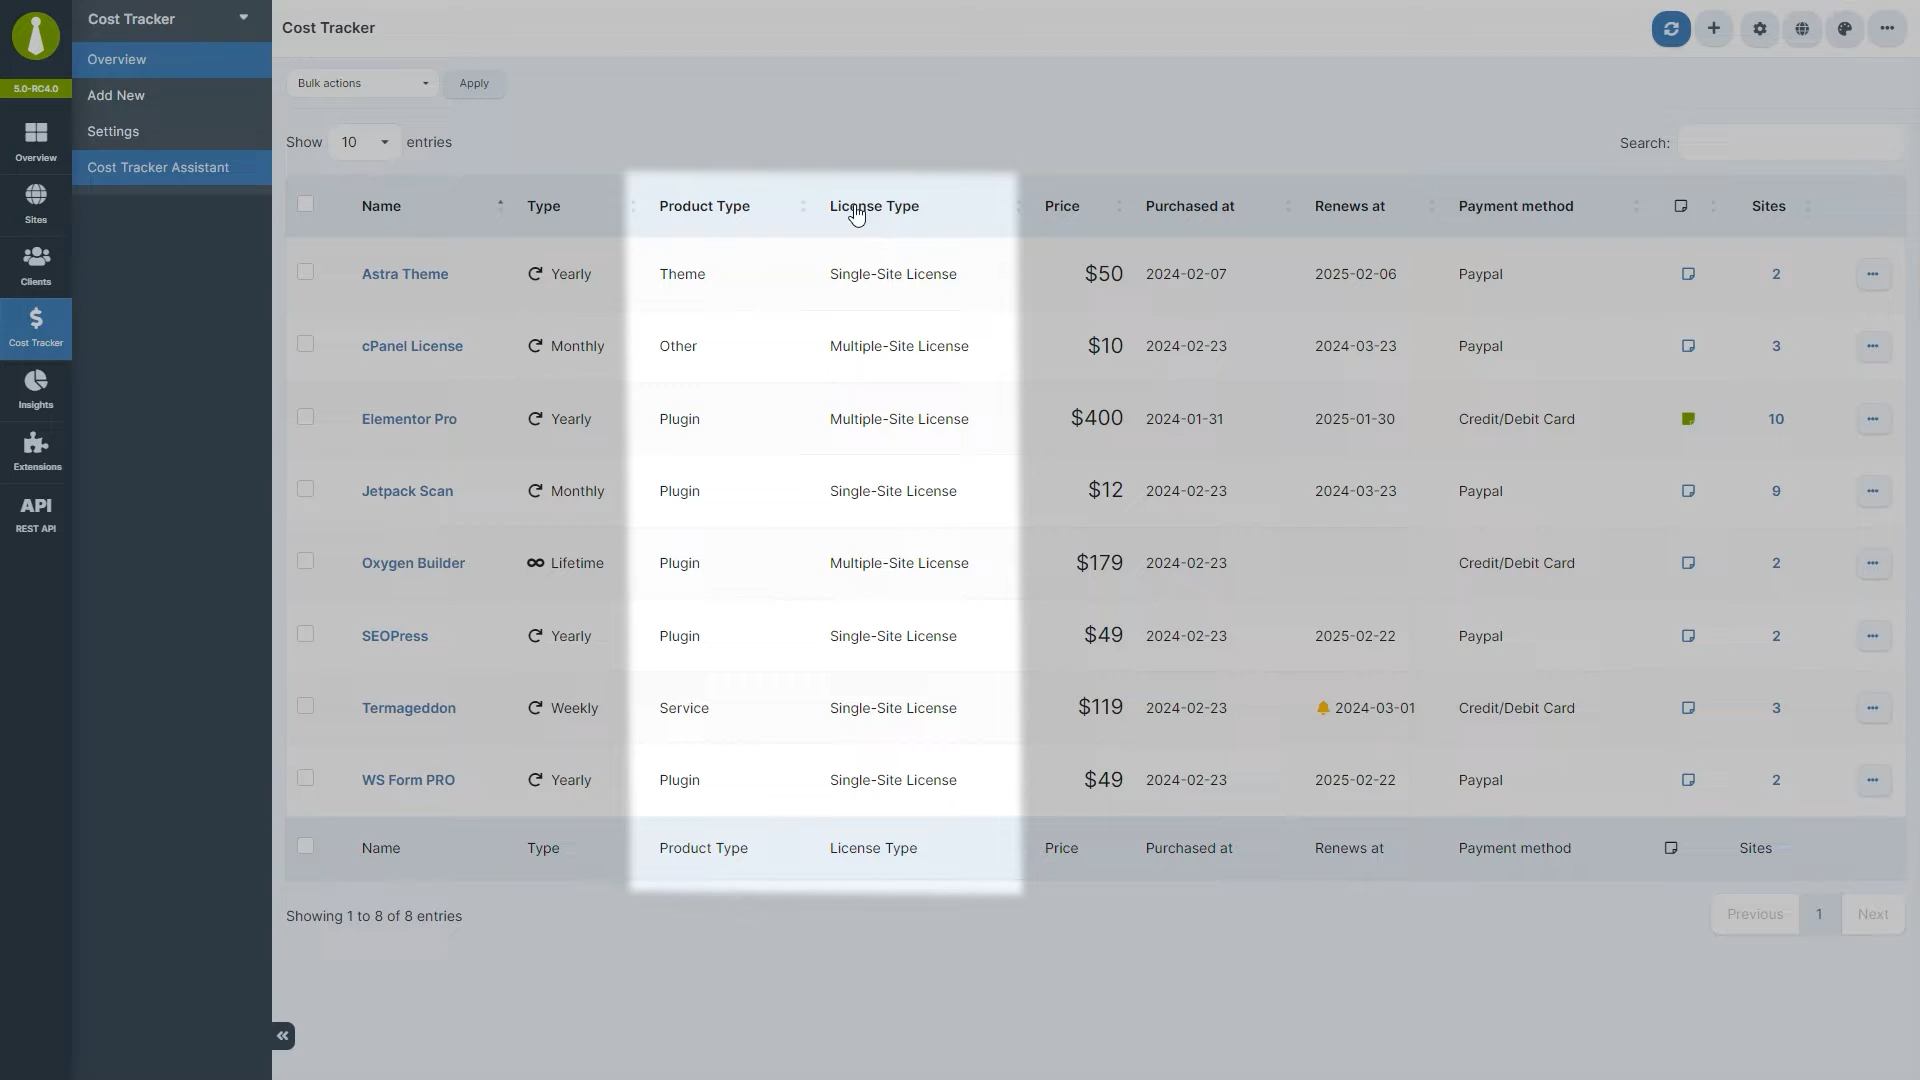 Cost Tracker
Cost Tracker
Overview
5.0-RC4.0
Add New
Settings
Cost Tracker Assistant
Overview
Sites
Clients
Cost Tracker
Insights
Extensions
API
REST API
Bulk actions Apply
Show 10 entries Search:
Name Type Product Type License Type Price Purchased at Renews at Payment method Sites
Astra Theme Yearly Theme Single-Site License $50 2024-02-07 2025-02-06 Paypal 2
cPanel License Monthly Other Multiple-Site License $10 2024-02-23 2024-03-23 Paypal 3
Elementor Pro Yearly Plugin Multiple-Site License $400 2024-01-31 2025-01-30 Credit/Debit Card 10
Jetpack Scan Monthly Plugin Single-Site License $12 2024-02-23 2024-03-23 Paypal 9
Oxygen Builder Lifetime Plugin Multiple-Site License $179 2024-02-23 Credit/Debit Card 2
SEOPress Yearly Plugin Single-Site License $49 2024-02-23 2025-02-22 Paypal 2
Termageddon Weekly Service Single-Site License $119 2024-02-23 2024-03-01 Credit/Debit Card 3
WS Form PRO Yearly Plugin Single-Site License $49 2024-02-23 2025-02-22 Paypal 2
Name Type Product Type License Type Price Purchased at Renews at Payment method Sites
Showing 1 to 8 of 8 entries Previous 1 Next